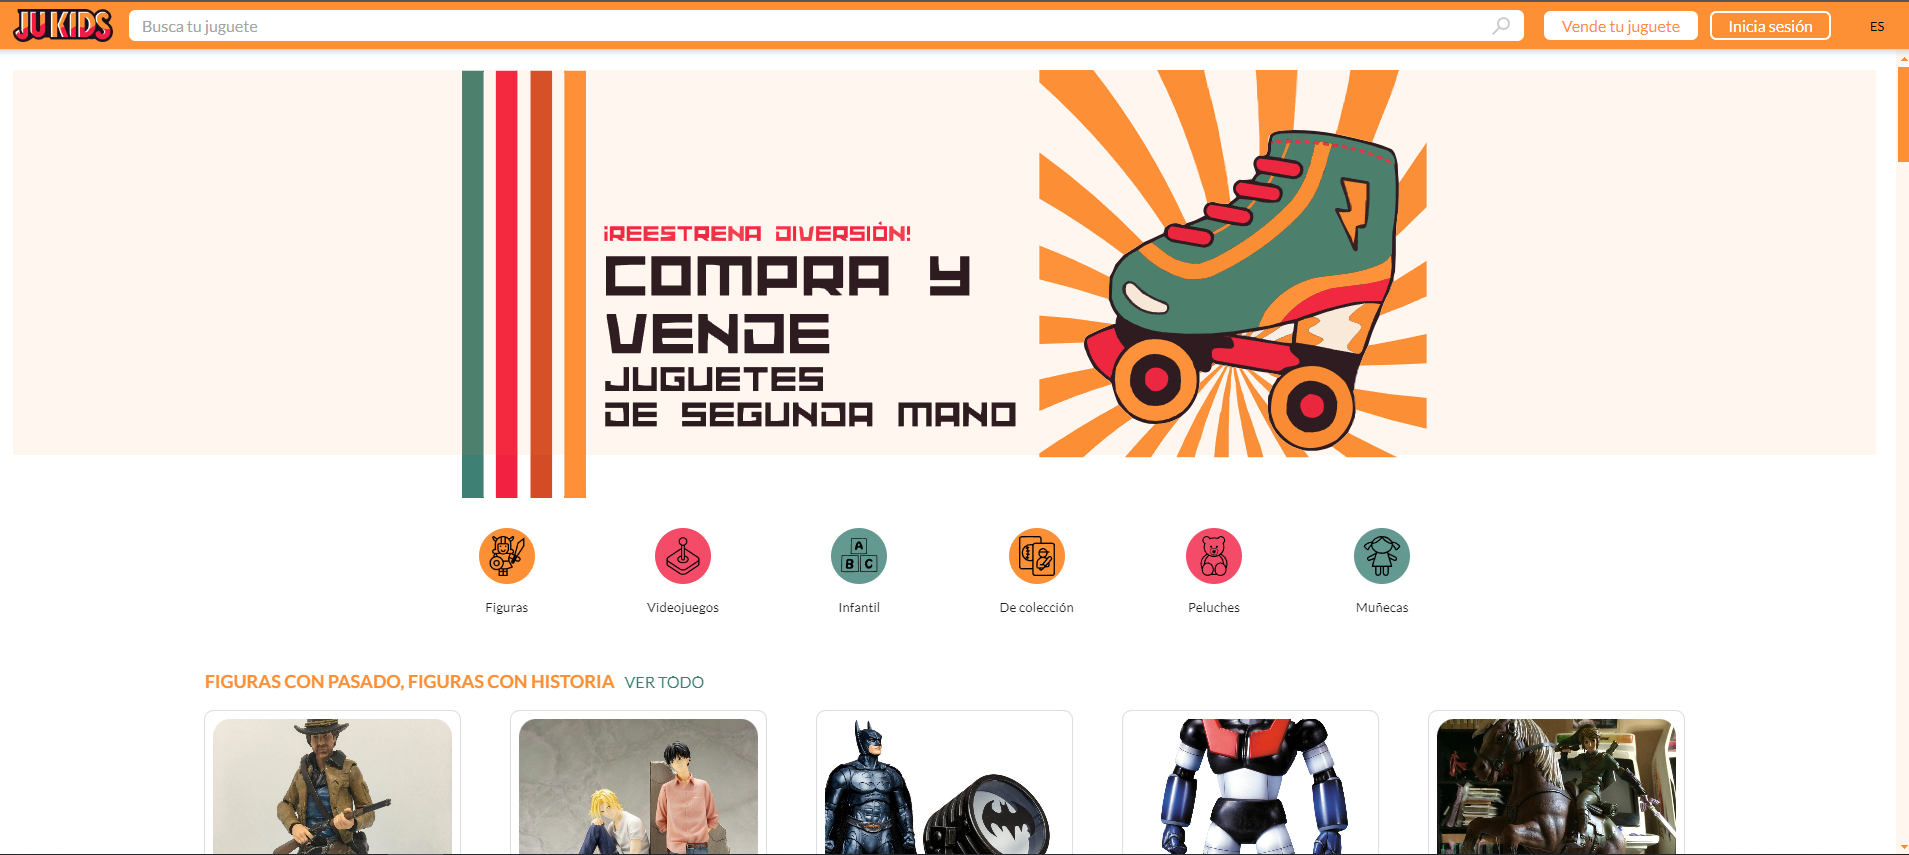 JUKIDS
Busca tu juguete
Vende tu juguete
Inicia sesión
ES
¡REESTRENA DIVERSIÓN!
COMPRA Y
VENDE
JUGUETES
DE SEGUNDA MANO
A
B C
Figuras
Videojuegos
Infantil
De colección
Peluches
Muñecas
FIGURAS CON PASADO, FIGURAS CON HISTORIA VER TODO